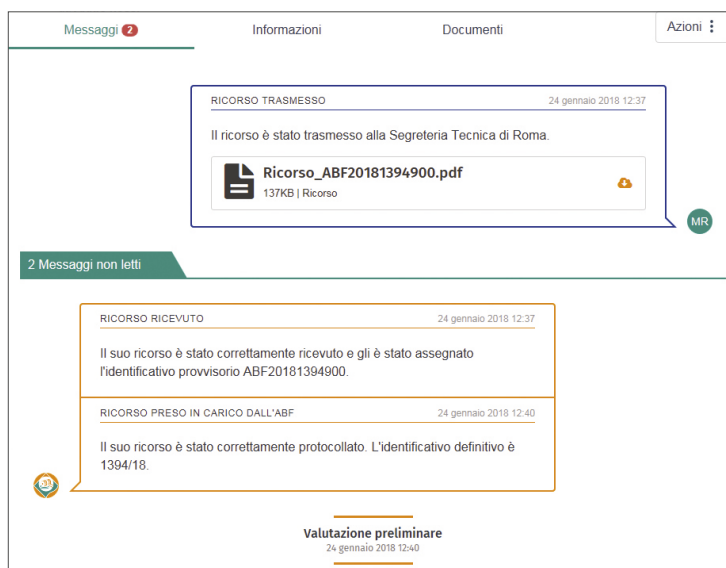 Messaggi 2 Informazioni Documenti Azioni
RICORSO TRASMESSO 24 gennaio 2018 12:37
Il ricorso è stato trasmesso alla Segreteria Tecnica di Roma.
Ricorso_ABF20181394900.pdf
137KB | Ricorso
MR
2 Messaggi non letti
RICORSO RICEVUTO 24 gennaio 2018 12:37
Il suo ricorso è stato correttamente ricevuto e gli è stato assegnato
l'identificativo provvisorio ABF20181394900.
RICORSO PRESO IN CARICO DALL'ABF 24 gennaio 2018 12:40
Il suo ricorso è stato correttamente protocollato. L'identificativo definitivo è
1394/18.
Valutazione preliminare
24 gennaio 2018 12:40